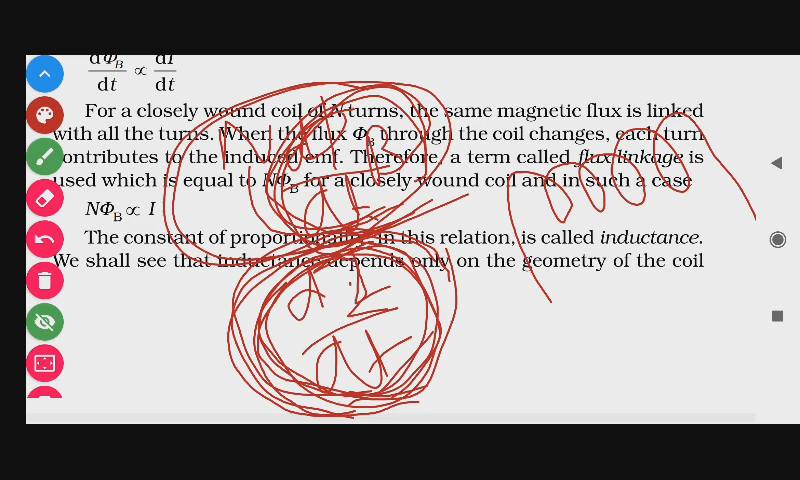 dΦB/dt ∝ dI/dt
For a closely wound coil of N turns, the same magnetic flux is linked
with all the turns. When the flux ΦB through the coil changes, each turn
contributes to the induced emf. Therefore, a term called flux linkage is
used which is equal to NΦB for a closely wound coil and in such a case
NΦB ∝ I
The constant of proportionality, in this relation, is called inductance.
We shall see that inductance depends only on the geometry of the coil